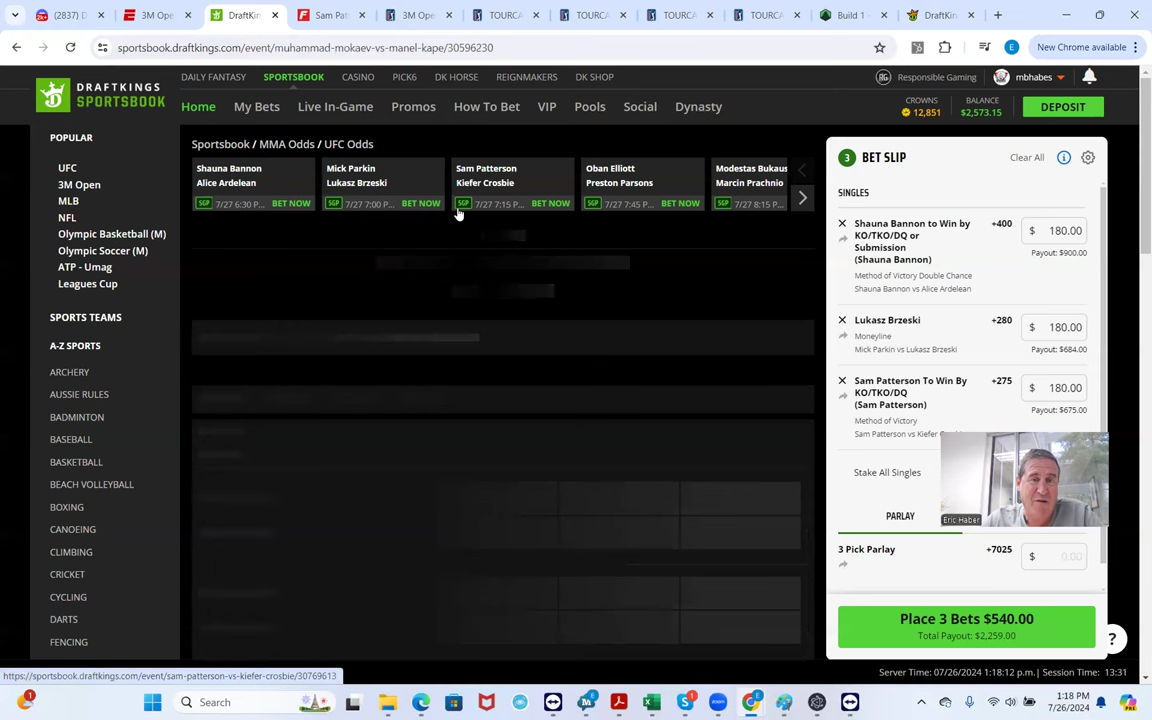 (2837) D
3M Open
DraftKin
Sam Pat
3M Ope
TOURCA
TOURCA
TOURCA
TOURCA
Build 1 -
DraftKin
sportsbook.draftkings.com/event/muhammad-mokaev-vs-manel-kape/30596230
E
New Chrome available
DAILY FANTASY SPORTSBOOK CASINO PICK6 DK HORSE REIGNMAKERS DK SHOP
Responsible Gaming
mbhabes
DRAFTKINGS
SPORTSBOOK
Home My Bets Live In-Game Promos How To Bet VIP Pools Social Dynasty
CROWNS
12,851
BALANCE
$2,573.15
DEPOSIT
POPULAR
UFC
3M Open
MLB
NFL
Olympic Basketball (M)
Olympic Soccer (M)
ATP - Umag
Leagues Cup
SPORTS TEAMS
A-Z SPORTS
ARCHERY
AUSSIE RULES
BADMINTON
BASEBALL
BASKETBALL
BEACH VOLLEYBALL
BOXING
CANOEING
CLIMBING
CRICKET
CYCLING
DARTS
FENCING
Sportsbook / MMA Odds / UFC Odds
Shauna Bannon
Alice Ardelean
SGP 7/27 6:30 P... BET NOW
Mick Parkin
Lukasz Brzeski
SGP 7/27 7:00 P... BET NOW
Sam Patterson
Kiefer Crosbie
SGP 7/27 7:15 P... BET NOW
Oban Elliott
Preston Parsons
SGP 7/27 7:45 P... BET NOW
Modestas Bukaus
Marcin Prachnio
SGP 7/27 8:15 P...
3 BET SLIP
Clear All
SINGLES
Shauna Bannon to Win by +400
KO/TKO/DQ or
Submission
(Shauna Bannon)
$ 180.00
Payout: $900.00
Method of Victory Double Chance
Shauna Bannon vs Alice Ardelean
Lukasz Brzeski +280
$ 180.00
Moneyline
Payout: $684.00
Mick Parkin vs Lukasz Brzeski
Sam Patterson To Win By +275
KO/TKO/DQ
(Sam Patterson)
$ 180.00
Payout: $675.00
Method of Victory
Sam Patterson vs Kiefer
Stake All Singles
Eric Haber
PARLAY
3 Pick Parlay +7025
$ 0.00
Place 3 Bets $540.00
Total Payout: $2,259.00
?
https://sportsbook.draftkings.com/event/sam-patterson-vs-kiefer-crosbie/30769613
Server Time: 07/26/2024 1:18:12 p.m. | Session Time: 13:31
1
Search
1:18 PM
7/26/2024